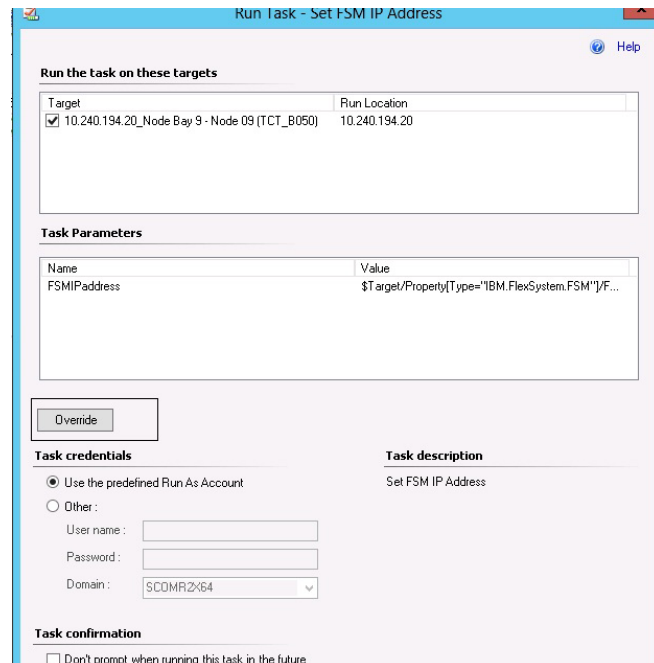 Run Task - Set FSM IP Address
Help
Run the task on these targets
Target Run Location
10.240.194.20_Node Bay 9 - Node 09 (TCT_B050) 10.240.194.20
Task Parameters
Name Value
FSMIPaddress $Target/Property[Type="IBM.FlexSystem.FSM"]/F...
Override
Task credentials Task description
Use the predefined Run As Account Set FSM IP Address
Other :
User name :
Password :
Domain : SCOMR2X64
Task confirmation
Don't prompt when running this task in the future